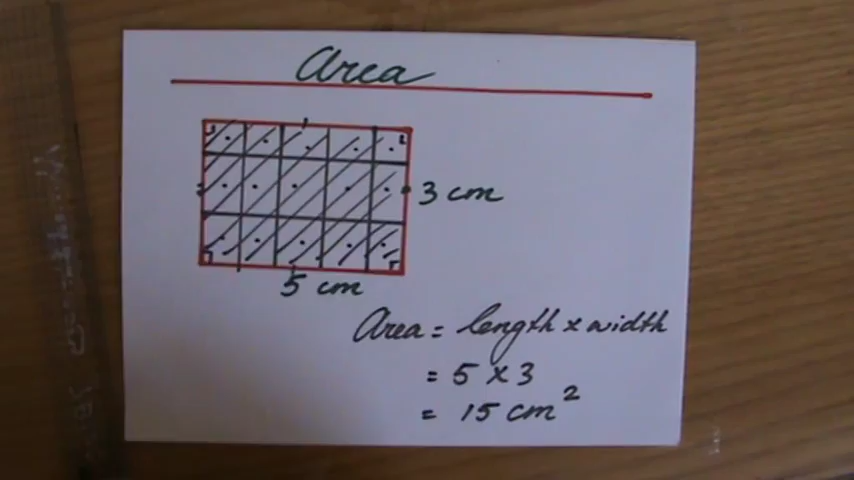 Area
3 cm
5 cm
Area = length x width
= 5 x 3
= 15 cm²